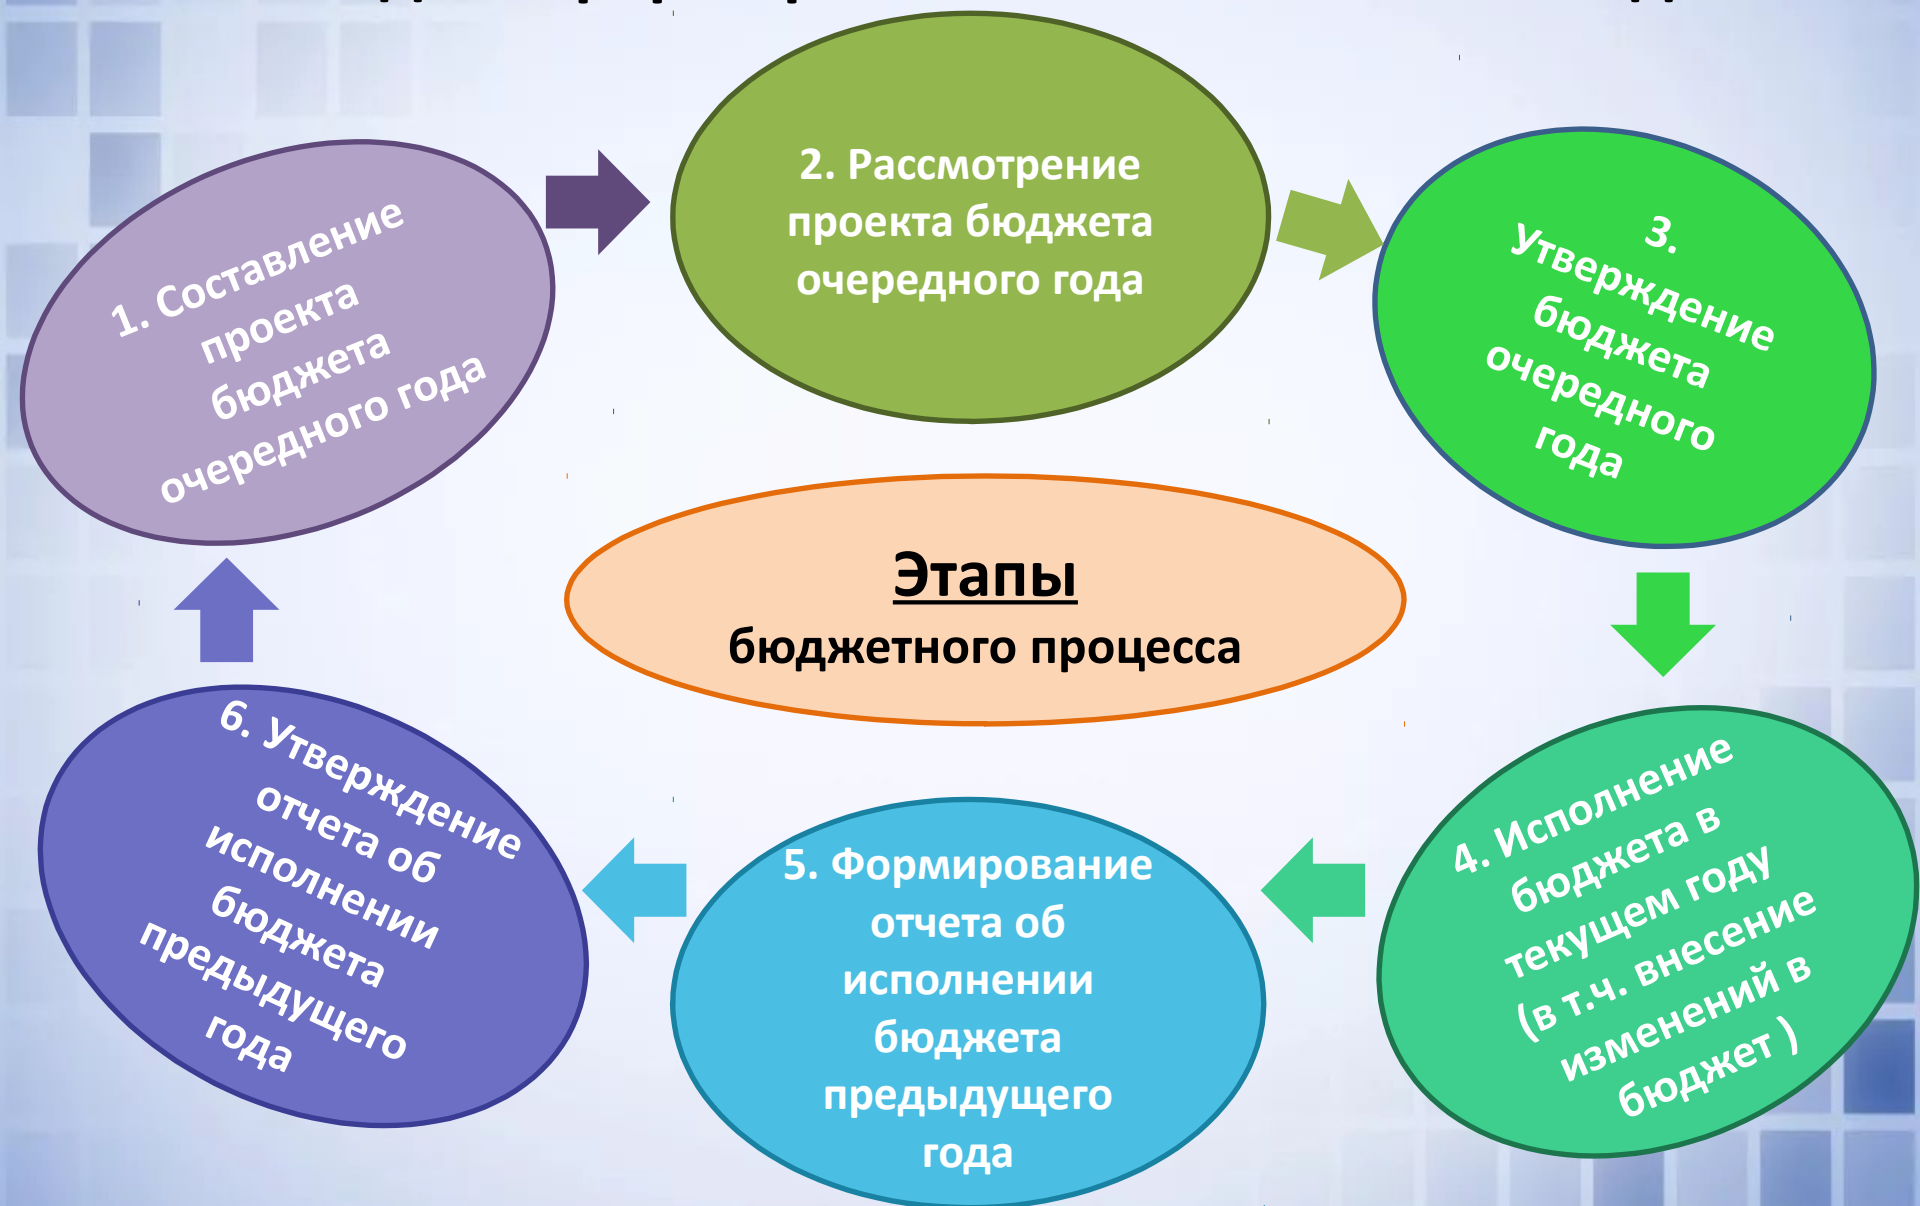 1. Составление
проекта
бюджета
очередного года
2. Рассмотрение
проекта бюджета
очередного года
3.
Утверждение
бюджета
очередного
года
Этапы
бюджетного процесса
4. Исполнение
бюджета в
текущем году
(в т.ч. внесение
изменений в
бюджет )
5. Формирование
отчета об
исполнении
бюджета
предыдущего
года
6. Утверждение
отчета об
исполнении
бюджета
предыдущего
года